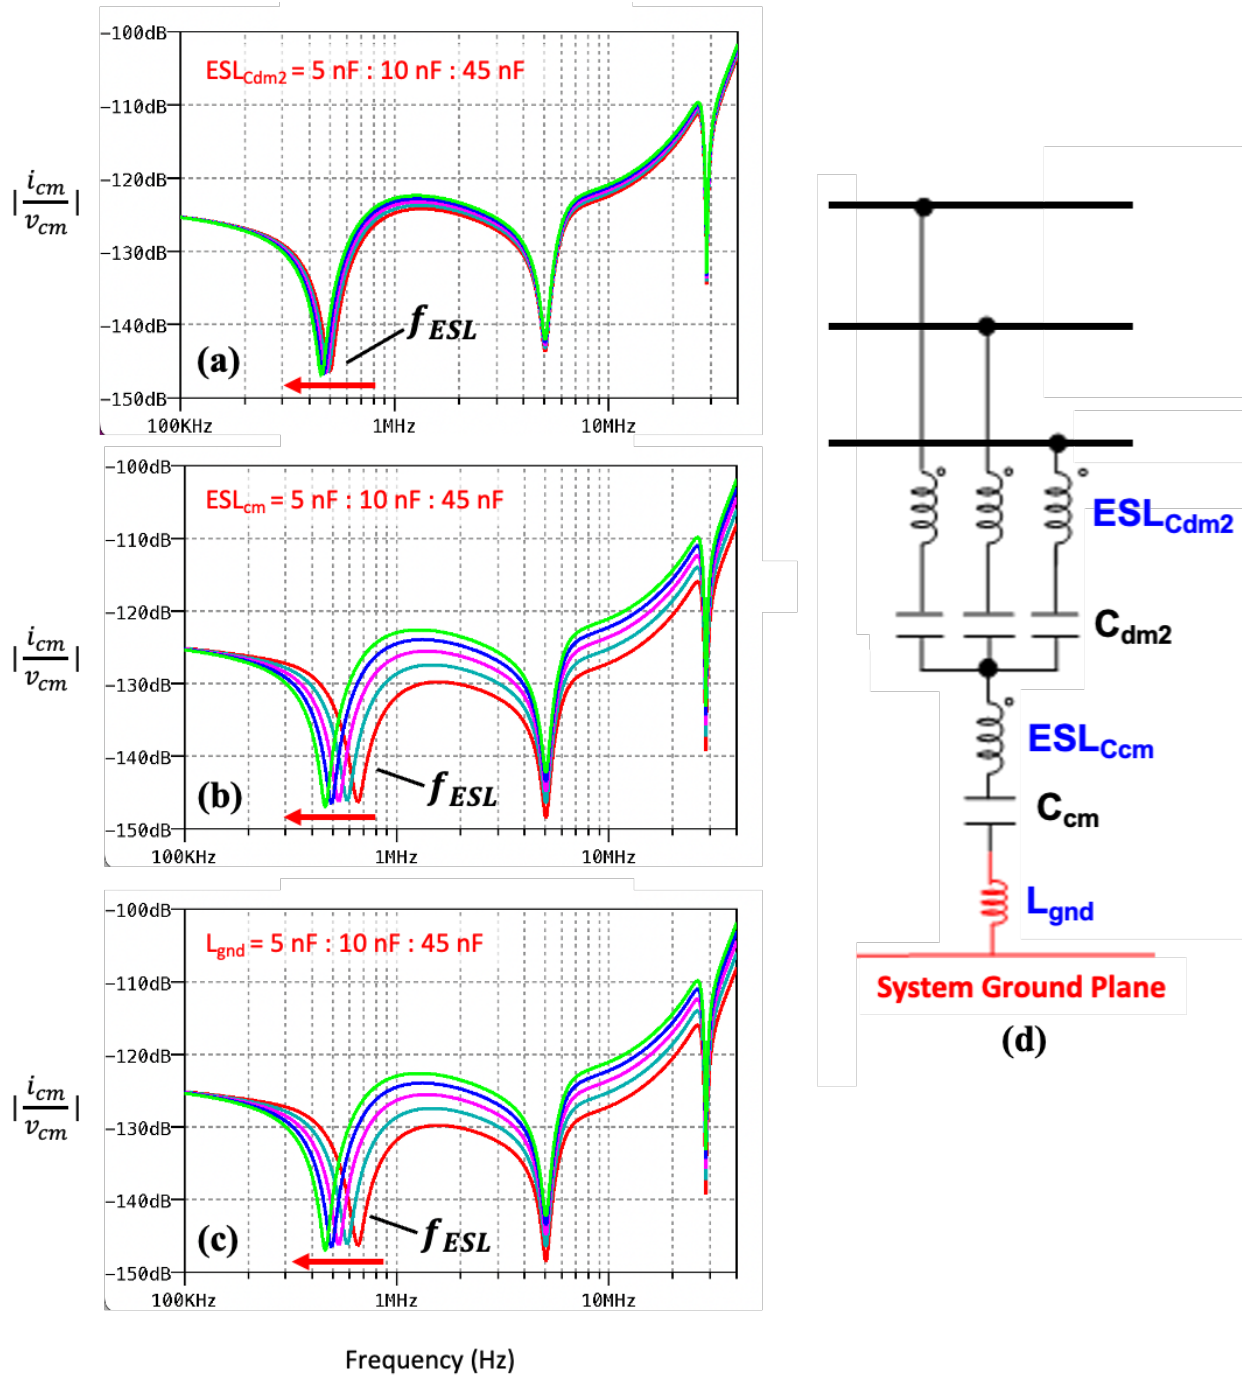 -100dB
ESLCdm2 = 5 nF : 10 nF : 45 nF
-110dB
-120dB
|icm/vcm|
-130dB
-140dB
fESL
(a)
-150dB
100KHz 1MHz 10MHz
-100dB
ESLcm = 5 nF : 10 nF : 45 nF
-110dB
-120dB
|icm/vcm|
-130dB
-140dB
fESL
(b)
-150dB
100KHz 1MHz 10MHz
-100dB
Lgnd = 5 nF : 10 nF : 45 nF
-110dB
-120dB
|icm/vcm|
-130dB
-140dB
fESL
(c)
-150dB
100KHz 1MHz 10MHz
Frequency (Hz)
ESLCdm2
Cdm2
ESLCcm
Ccm
Lgnd
System Ground Plane
(d)